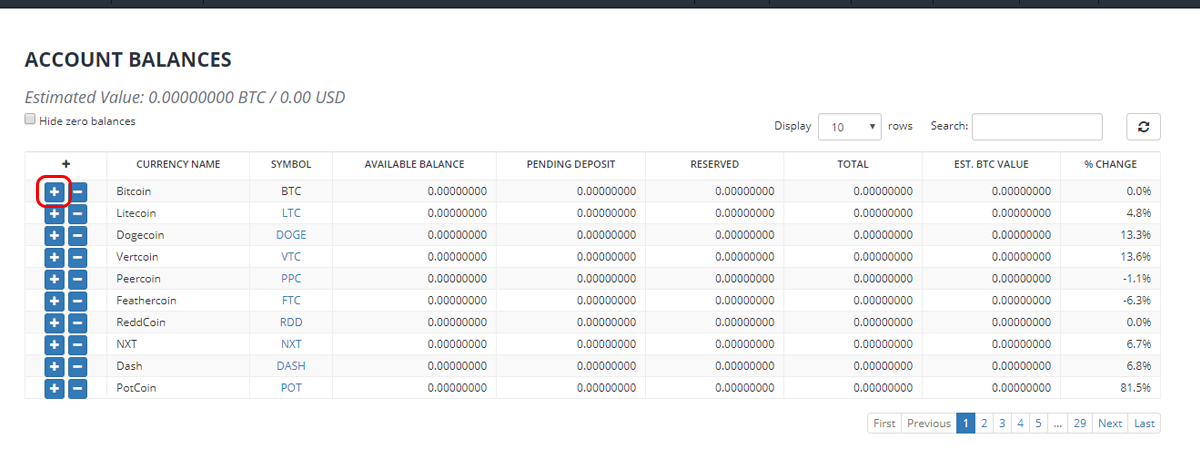 ACCOUNT BALANCES
Estimated Value: 0.00000000 BTC / 0.00 USD
Hide zero balances
Display 10 rows Search:
+ CURRENCY NAME SYMBOL AVAILABLE BALANCE PENDING DEPOSIT RESERVED TOTAL EST. BTC VALUE % CHANGE
+ − Bitcoin BTC 0.00000000 0.00000000 0.00000000 0.00000000 0.00000000 0.0%
+ − Litecoin LTC 0.00000000 0.00000000 0.00000000 0.00000000 0.00000000 4.8%
+ − Dogecoin DOGE 0.00000000 0.00000000 0.00000000 0.00000000 0.00000000 13.3%
+ − Vertcoin VTC 0.00000000 0.00000000 0.00000000 0.00000000 0.00000000 13.6%
+ − Peercoin PPC 0.00000000 0.00000000 0.00000000 0.00000000 0.00000000 -1.1%
+ − Feathercoin FTC 0.00000000 0.00000000 0.00000000 0.00000000 0.00000000 -6.3%
+ − ReddCoin RDD 0.00000000 0.00000000 0.00000000 0.00000000 0.00000000 0.0%
+ − NXT NXT 0.00000000 0.00000000 0.00000000 0.00000000 0.00000000 6.7%
+ − Dash DASH 0.00000000 0.00000000 0.00000000 0.00000000 0.00000000 6.8%
+ − PotCoin POT 0.00000000 0.00000000 0.00000000 0.00000000 0.00000000 81.5%
First Previous 1 2 3 4 5 ... 29 Next Last